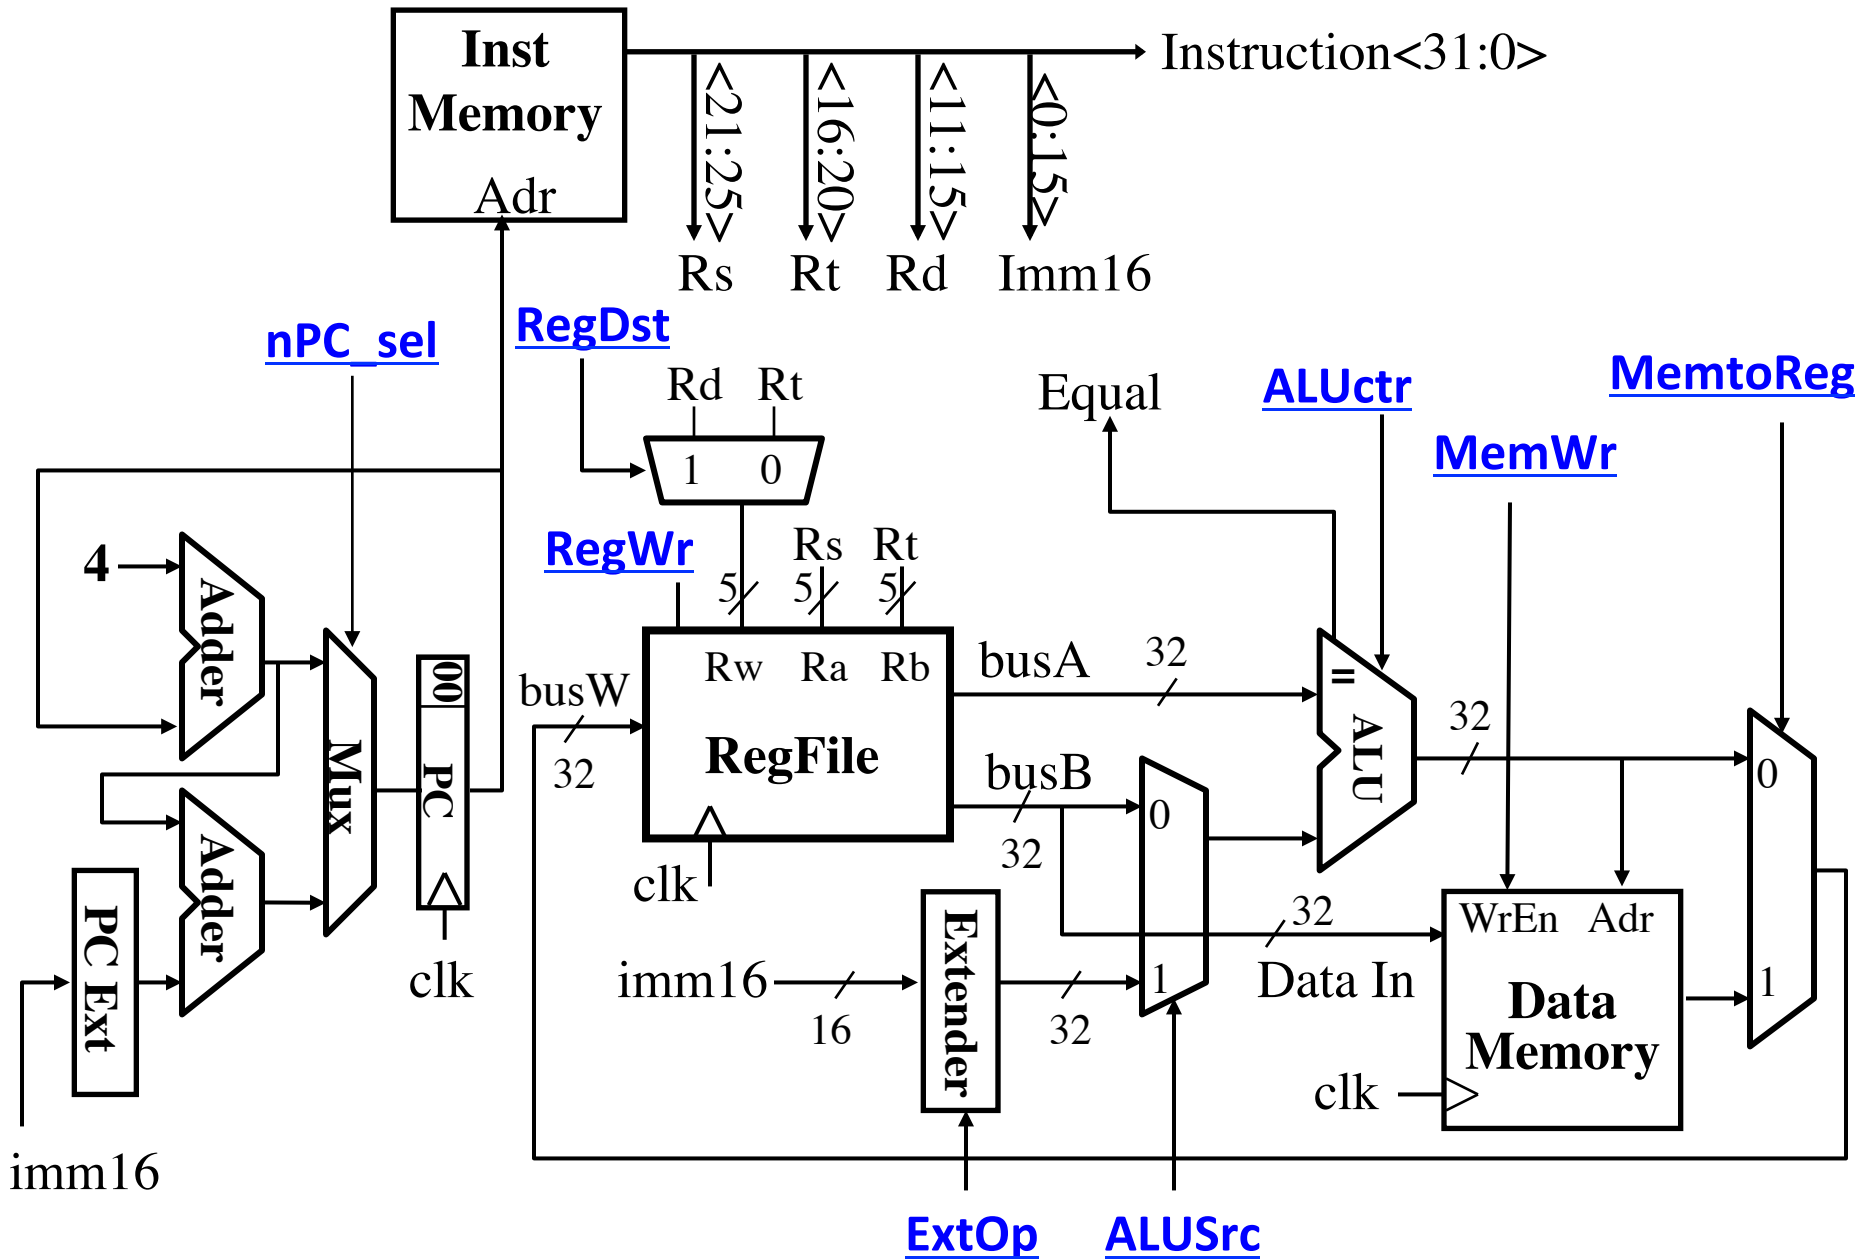 Inst
Memory
Adr
Instruction<31:0>
<21:25>
<16:20>
<11:15>
<0:15>
Rs
Rt
Rd
Imm16
nPC_sel
RegDst
Rd
Rt
1
0
Equal
ALUctr
MemtoReg
MemWr
RegWr
Rs
Rt
5
5
5
4
Adder
Mux
00
PC
clk
Adder
PC Ext
imm16
busW
32
Rw
Ra
Rb
RegFile
clk
busA
32
busB
32
0
1
=
ALU
32
imm16
16
Extender
32
32
Data In
WrEn
Adr
Data
Memory
clk
0
1
ExtOp
ALUSrc